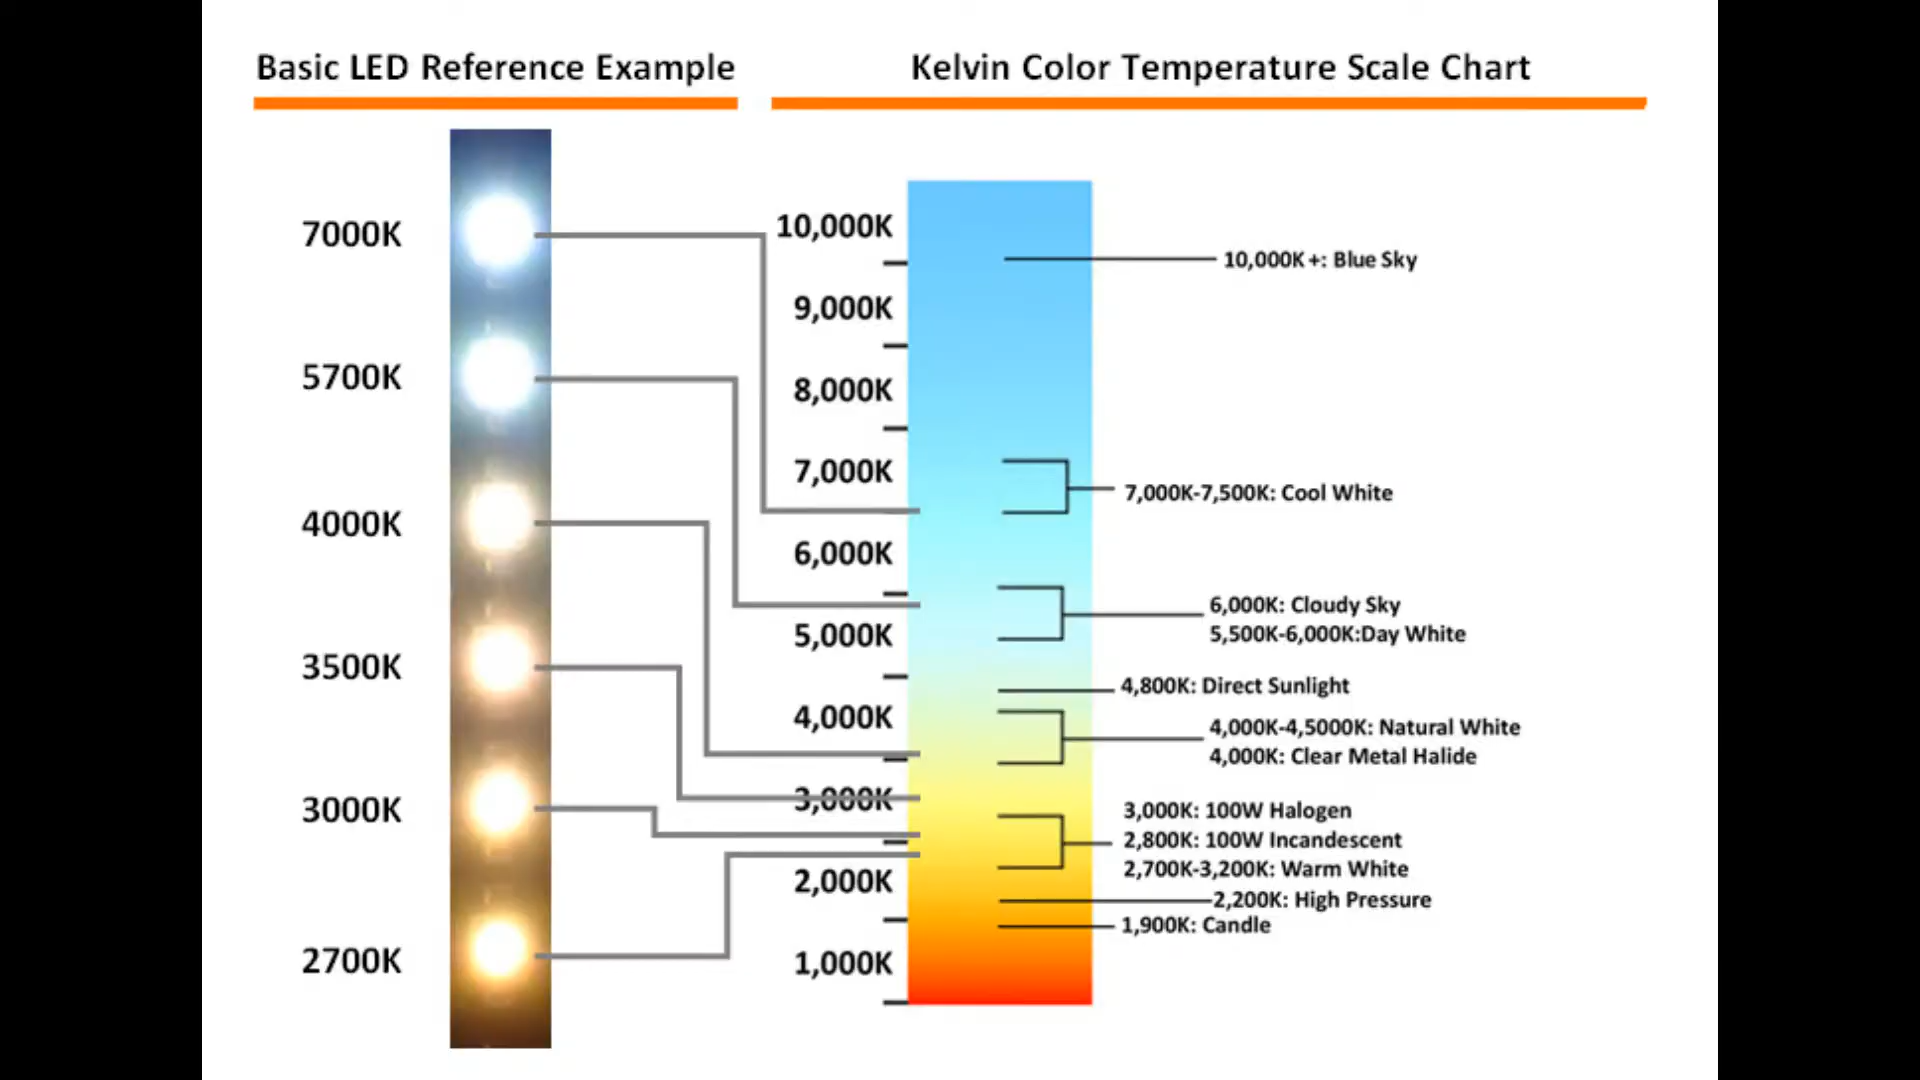 Basic LED Reference Example
Kelvin Color Temperature Scale Chart
7000K
5700K
4000K
3500K
3000K
2700K
10,000K
9,000K
8,000K
7,000K
6,000K
5,000K
4,000K
3,000K
2,000K
1,000K
10,000K+: Blue Sky
7,000K-7,500K: Cool White
6,000K: Cloudy Sky
5,500K-6,000K:Day White
4,800K: Direct Sunlight
4,000K-4,5000K: Natural White
4,000K: Clear Metal Halide
3,000K: 100W Halogen
2,800K: 100W Incandescent
2,700K-3,200K: Warm White
2,200K: High Pressure
1,900K: Candle